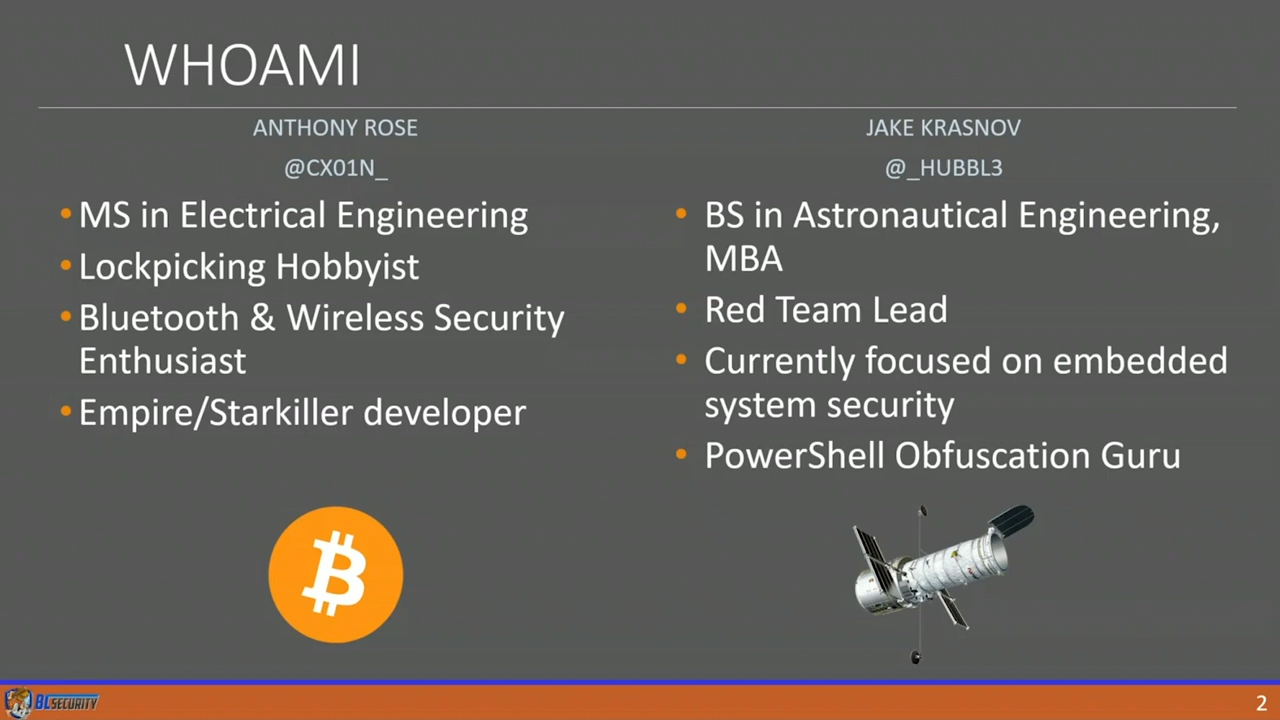 WHOAMI
ANTHONY ROSE
@CX01N_
• MS in Electrical Engineering
• Lockpicking Hobbyist
• Bluetooth & Wireless Security
Enthusiast
• Empire/Starkiller developer
JAKE KRASNOV
@_HUBBL3
• BS in Astronautical Engineering,
MBA
• Red Team Lead
• Currently focused on embedded
system security
• PowerShell Obfuscation Guru
BC SECURITY
2